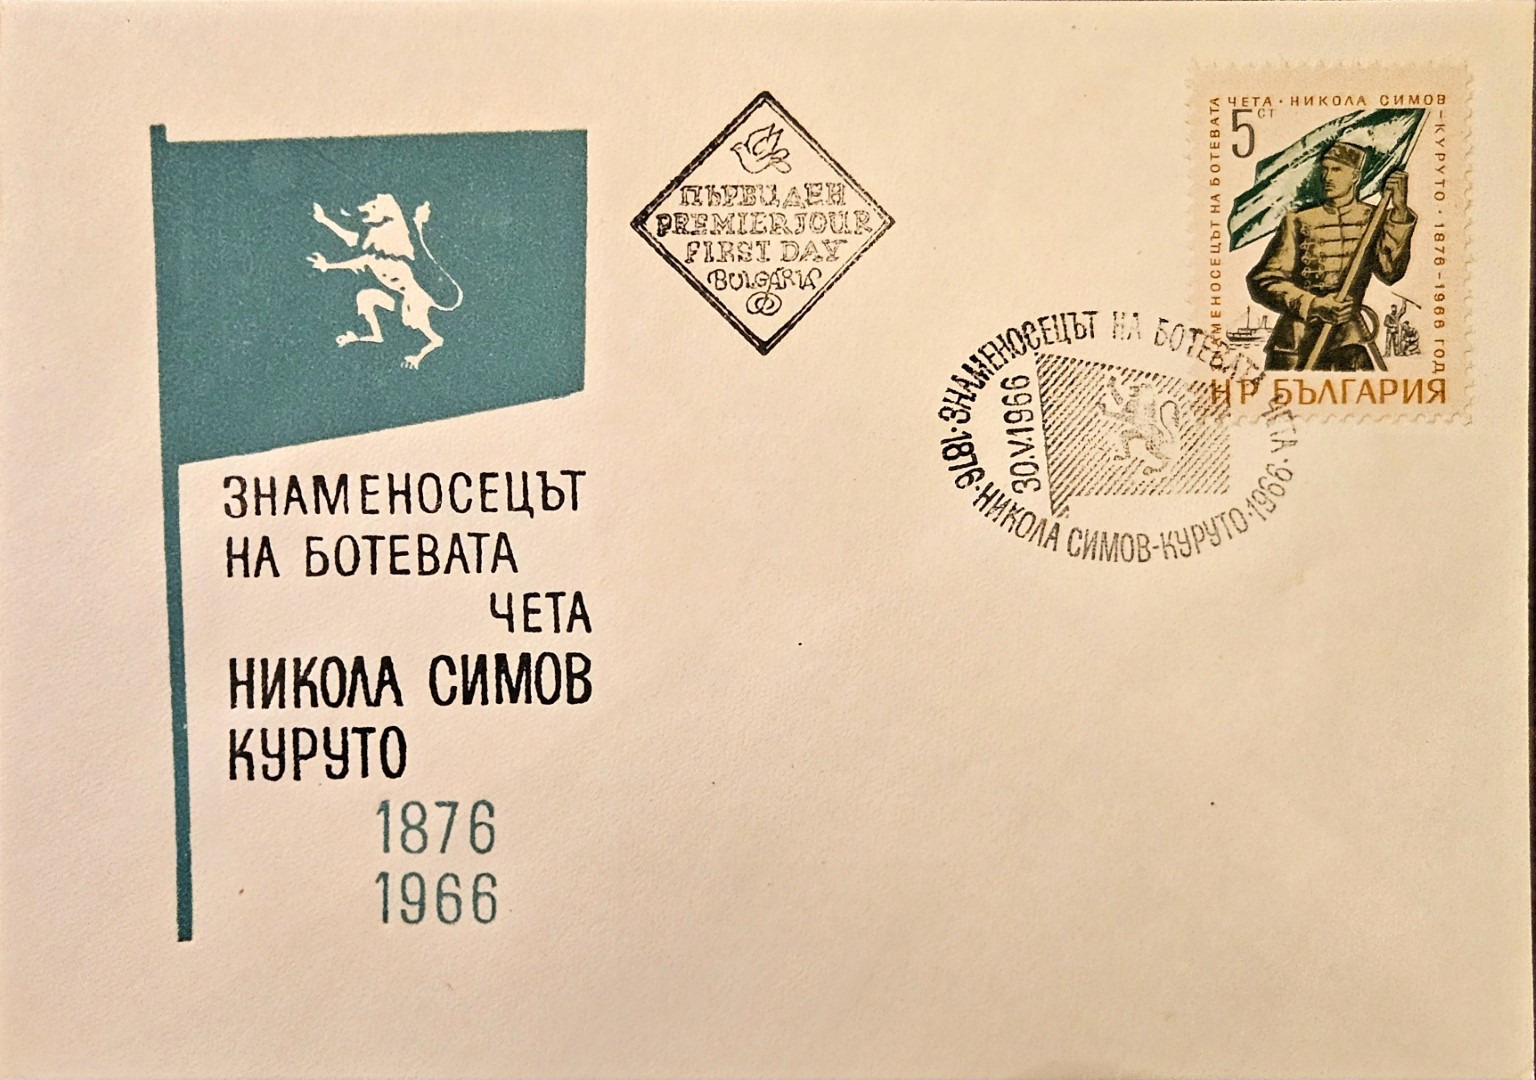 ЗНАМЕНОСЕЦЪТ
НА БОТЕВАТА
ЧЕТА
НИКОЛА СИМОВ
КУРУТО
1876
1966
ПЪРВИ ДЕН
PREMIER JOUR
FIRST DAY
BULGARIA
ЗНАМЕНОСЕЦЪТ НА БОТЕВАТА ЧЕТА · НИКОЛА СИМОВ - КУРУТО · 1876-1966 ГОД
5 СТ
НР БЪЛГАРИЯ
1876 · ЗНАМЕНОСЕЦЪТ НА БОТЕВАТА ЧЕТА · 1966 · НИКОЛА СИМОВ-КУРУТО
30.V.1966